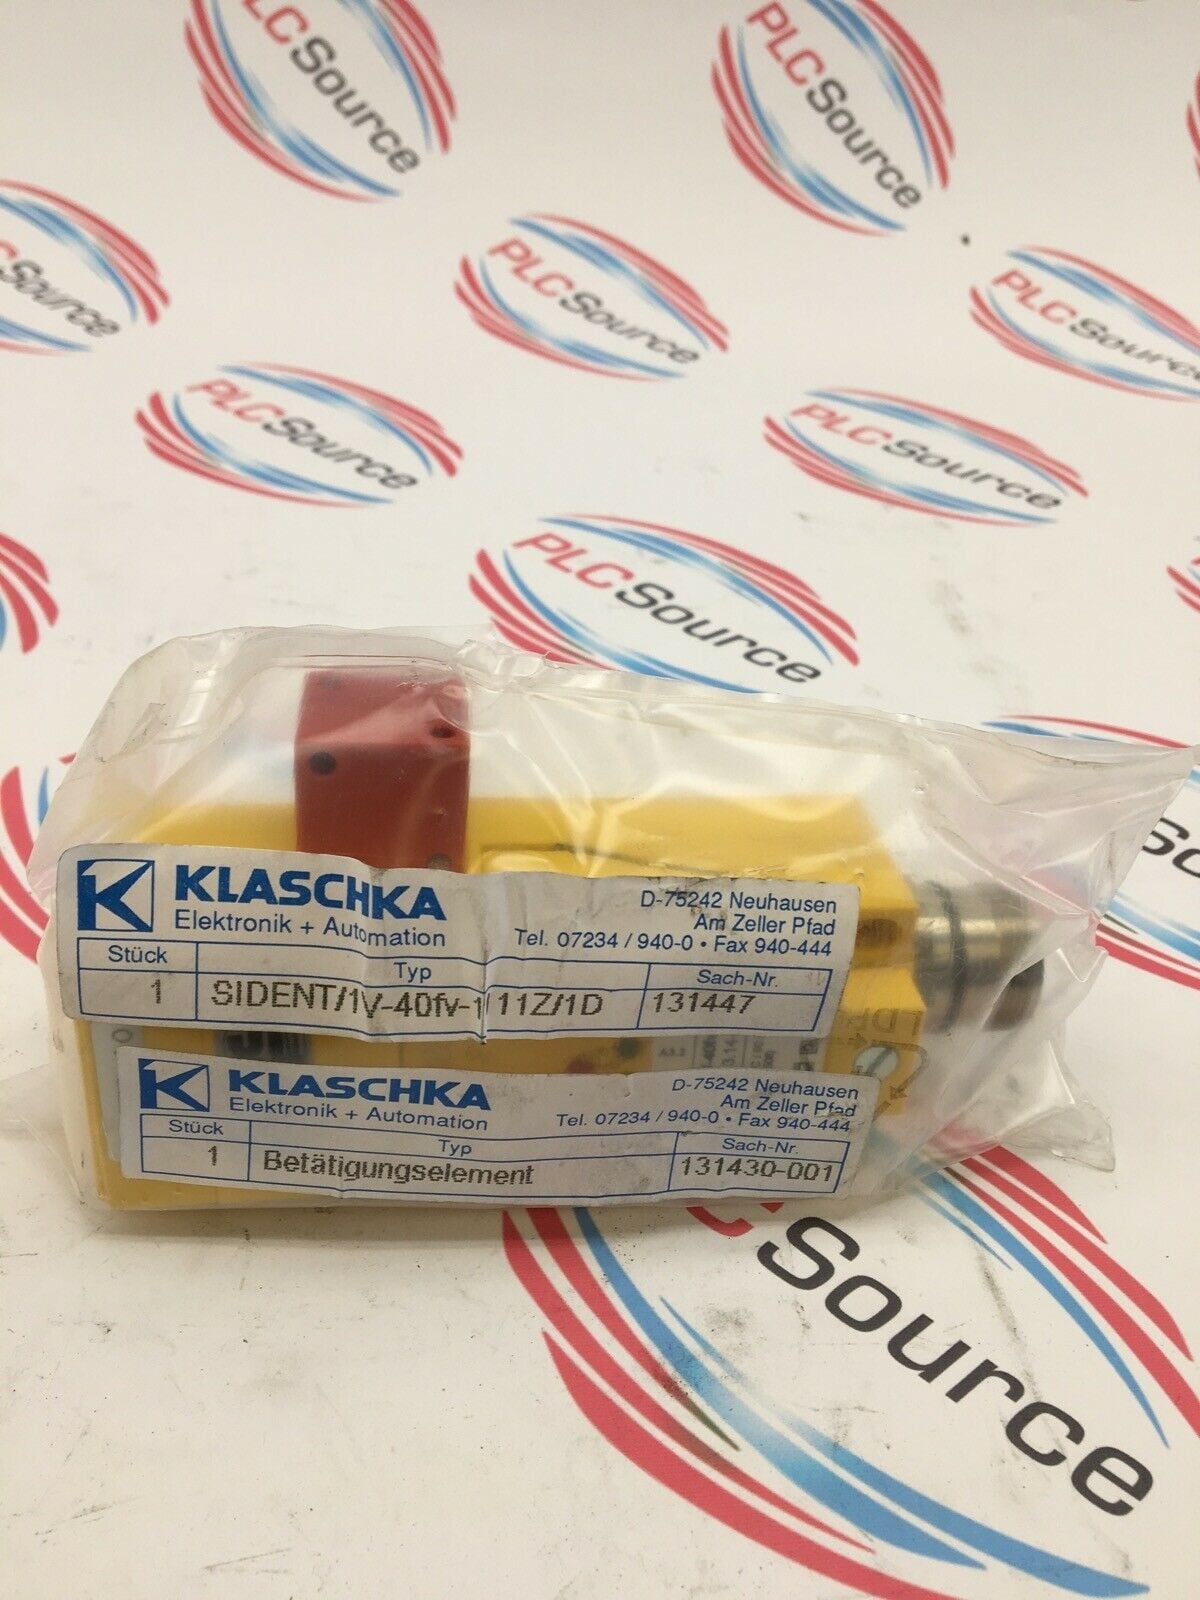 PLC Source
PLC Source
PLC Source
PLC Source
PLC Source
PLC Source
PLC Source
PLC Source
KLASCHKA
Elektronik + Automation
D-75242 Neuhausen
Am Zeller Pfad
Tel. 07234 / 940-0 • Fax 940-444
Stück Typ Sach-Nr.
1 SIDENT/1V-40fv-1 11Z/1D 131447
KLASCHKA
Elektronik + Automation
D-75242 Neuhausen
Am Zeller Pfad
Tel. 07234 / 940-0 • Fax 940-444
Stück Typ Sach-Nr.
1 Betätigungselement 131430-001
Source